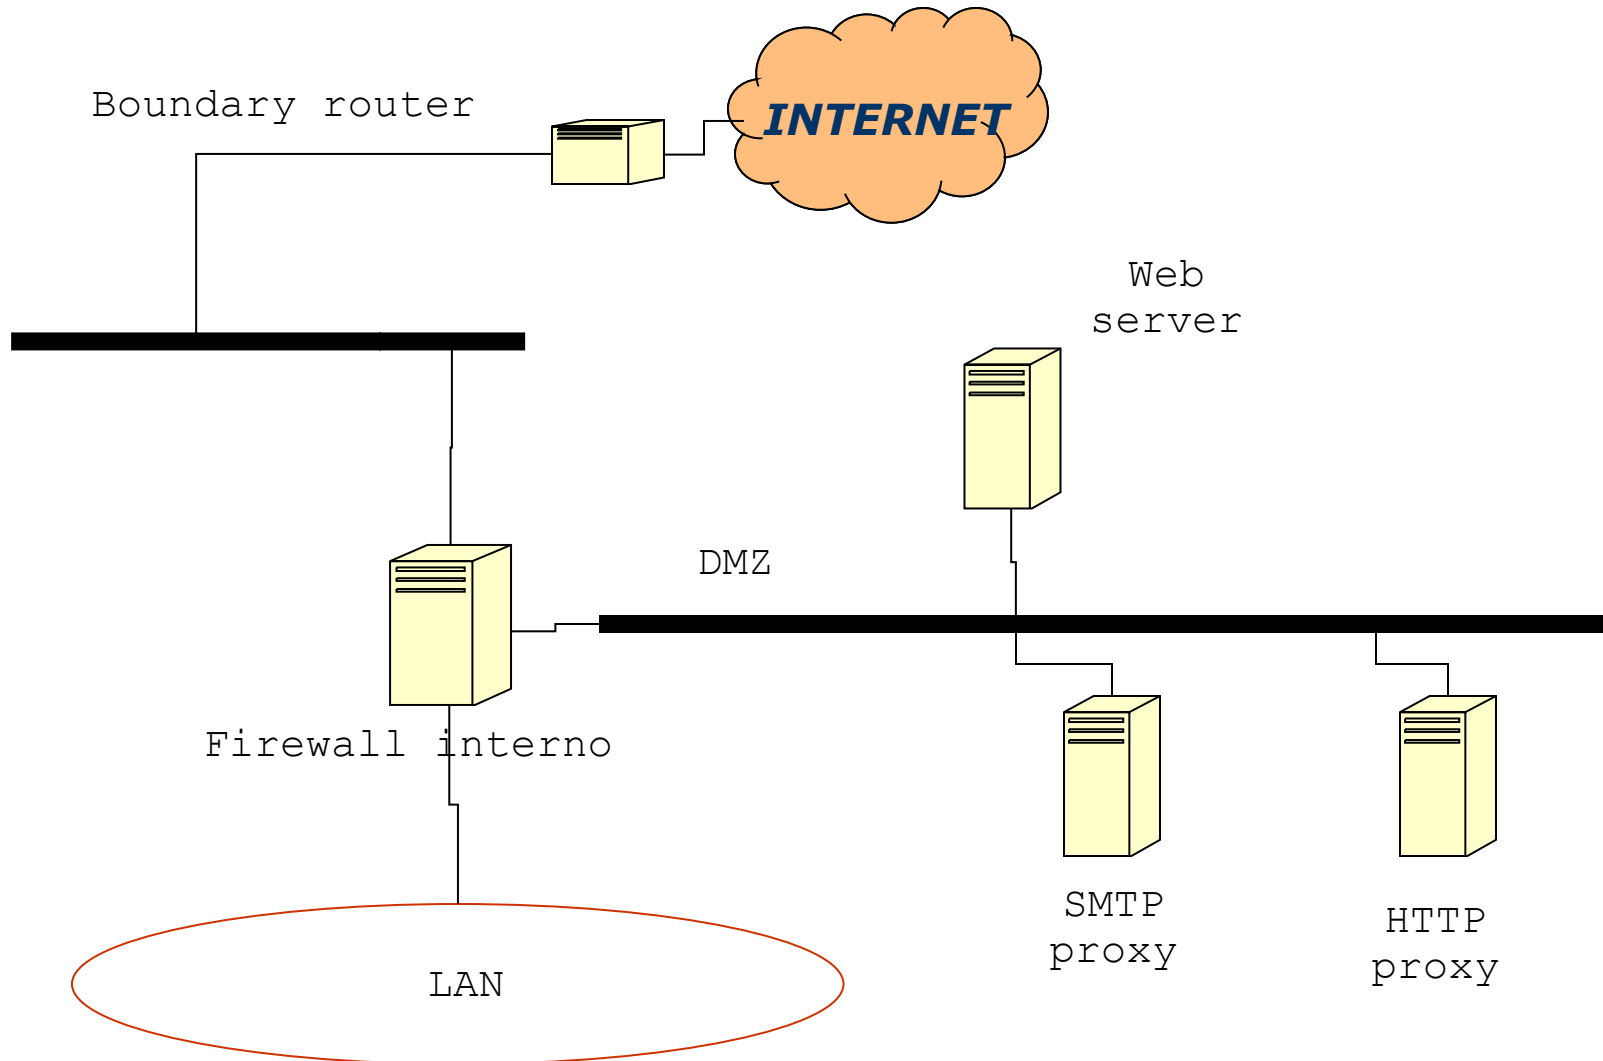 Boundary router
INTERNET
Web
server
DMZ
Firewall interno
SMTP
proxy
HTTP
proxy
LAN